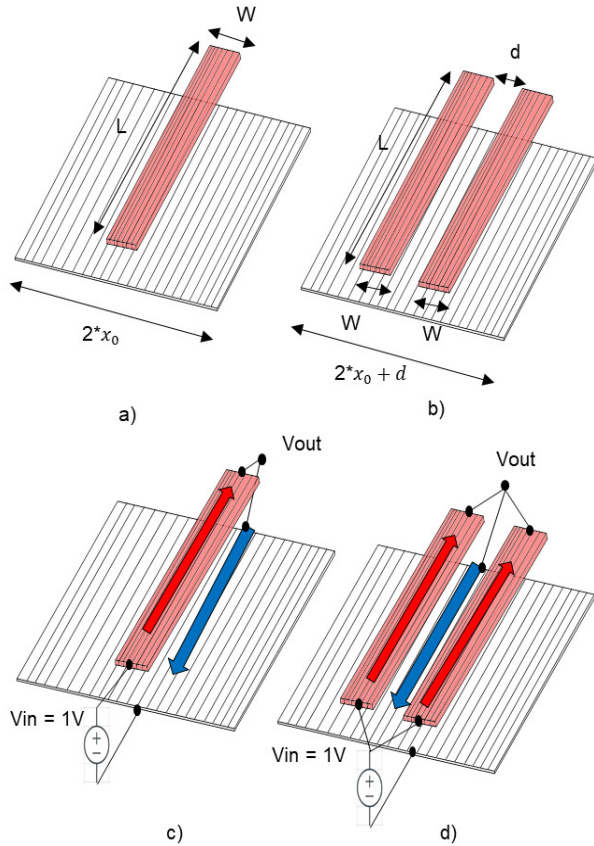 W
L
2*x₀
a)
d
L
W
W
2*x₀ + d
b)
Vout
Vin = 1V
+
−
c)
Vout
Vin = 1V
+
−
d)